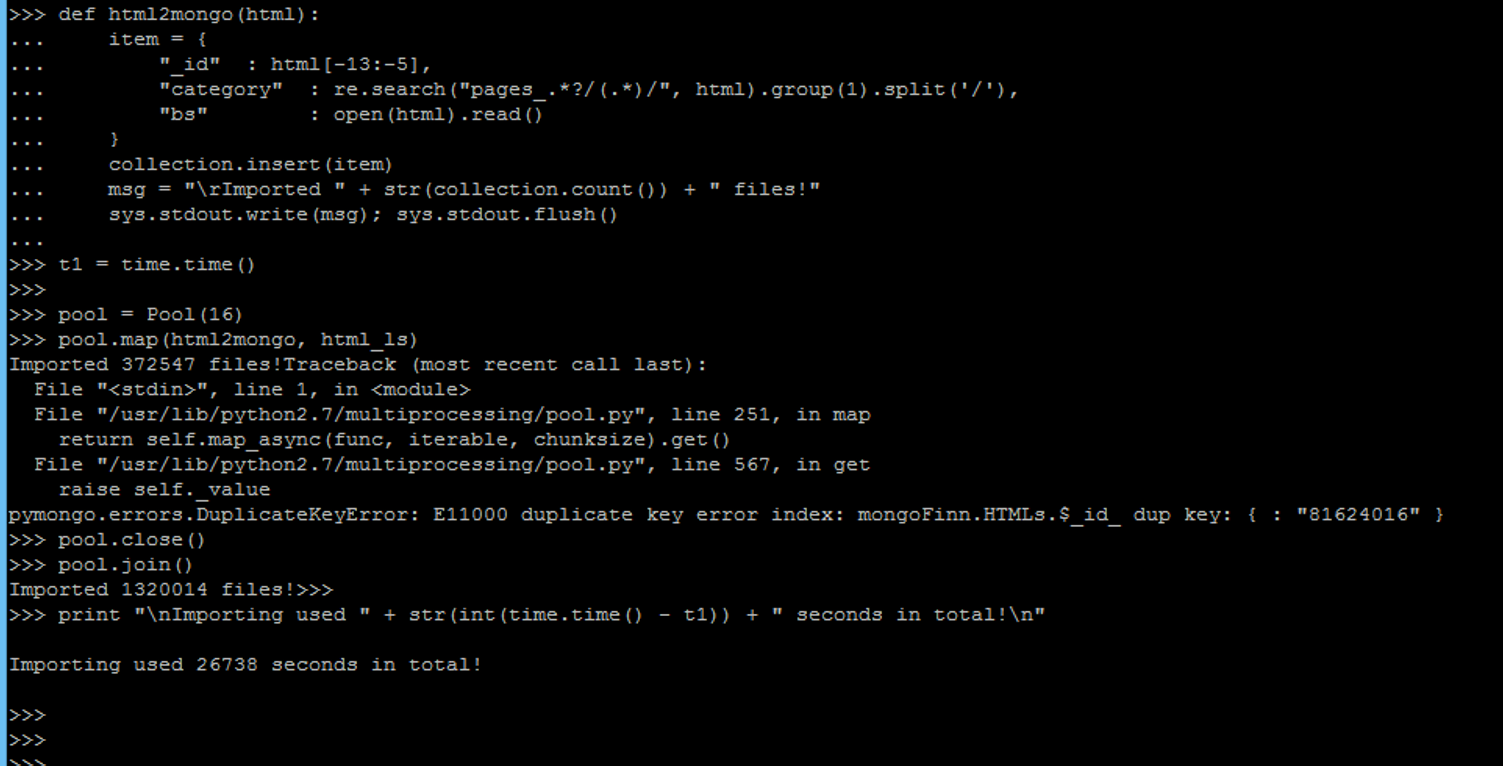 >>> def html2mongo(html):
...     item = {
...         "_id"  : html[-13:-5],
...         "category"  : re.search("pages_.*?/(.*)/", html).group(1).split('/'),
...         "bs"        : open(html).read()
...     }
...     collection.insert(item)
...     msg = "\rImported " + str(collection.count()) + " files!"
...     sys.stdout.write(msg); sys.stdout.flush()
...
>>> t1 = time.time()
>>>
>>> pool = Pool(16)
>>> pool.map(html2mongo, html_ls)
Imported 372547 files!Traceback (most recent call last):
  File "<stdin>", line 1, in <module>
  File "/usr/lib/python2.7/multiprocessing/pool.py", line 251, in map
    return self.map_async(func, iterable, chunksize).get()
  File "/usr/lib/python2.7/multiprocessing/pool.py", line 567, in get
    raise self._value
pymongo.errors.DuplicateKeyError: E11000 duplicate key error index: mongoFinn.HTMLs.$_id_ dup key: { : "81624016" }
>>> pool.close()
>>> pool.join()
Imported 1320014 files!>>>
>>> print "\nImporting used " + str(int(time.time() - t1)) + " seconds in total!\n"

Importing used 26738 seconds in total!

>>>
>>>
>>>